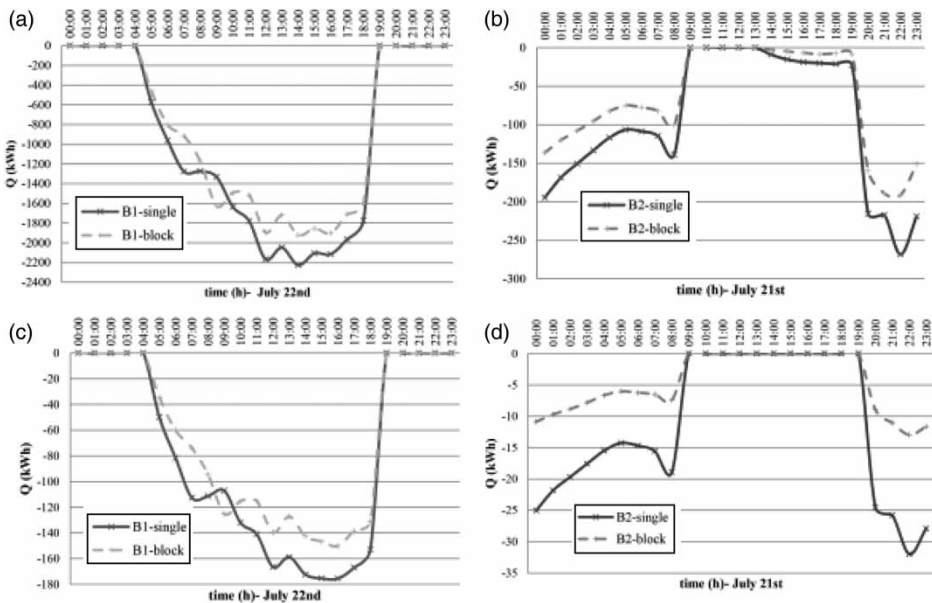 (a)
00:00 01:00 02:00 03:00 04:00 05:00 06:00 07:00 08:00 09:00 10:00 11:00 12:00 13:00 14:00 15:00 16:00 17:00 18:00 19:00 20:00 21:00 22:00 23:00
0
-200
-400
-600
-800
-1000
-1200
-1400
-1600
-1800
-2000
-2200
-2400
Q (kWh)
B1-single
B1-block
time (h)- July 22nd
(b)
00:00 01:00 02:00 03:00 04:00 05:00 06:00 07:00 08:00 09:00 10:00 11:00 12:00 13:00 14:00 15:00 16:00 17:00 18:00 19:00 20:00 21:00 22:00 23:00
0
-50
-100
-150
-200
-250
-300
Q (kWh)
B2-single
B2-block
time (h)- July 21st
(c)
00:00 01:00 02:00 03:00 04:00 05:00 06:00 07:00 08:00 09:00 10:00 11:00 12:00 13:00 14:00 15:00 16:00 17:00 18:00 19:00 20:00 21:00 22:00 23:00
0
-20
-40
-60
-80
-100
-120
-140
-160
-180
Q (kWh)
B1-single
B1-block
time (h)- July 22nd
(d)
00:00 01:00 02:00 03:00 04:00 05:00 06:00 07:00 08:00 09:00 10:00 11:00 12:00 13:00 14:00 15:00 16:00 17:00 18:00 19:00 20:00 21:00 22:00 23:00
0
-5
-10
-15
-20
-25
-30
-35
Q (kWh)
B2-single
B2-block
time (h)- July 21st